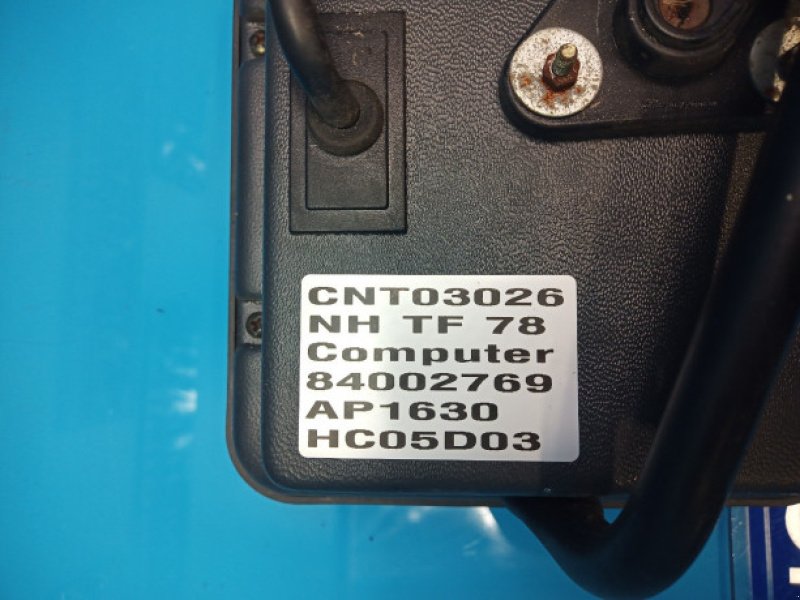 CNT03026
NH TF 78
Computer
84002769
AP1630
HC05D03